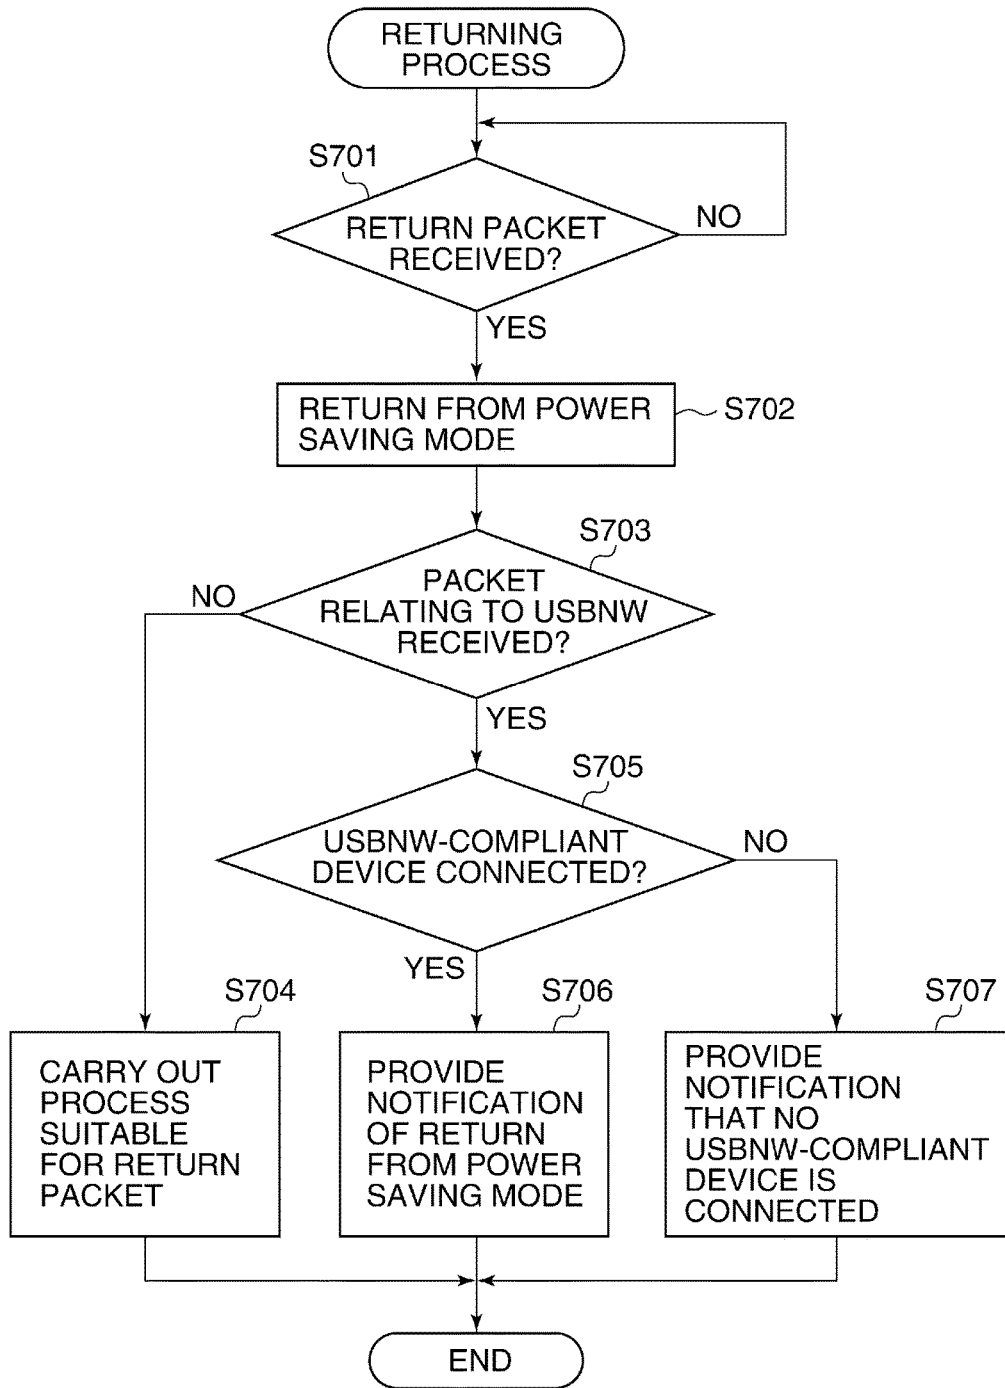 RETURNING
PROCESS
S701
RETURN PACKET
RECEIVED?
NO
YES
RETURN FROM POWER
SAVING MODE
S702
S703
PACKET
RELATING TO USBNW
RECEIVED?
NO
YES
S705
USBNW-COMPLIANT
DEVICE CONNECTED?
NO
YES
S704
CARRY OUT
PROCESS
SUITABLE
FOR RETURN
PACKET
S706
PROVIDE
NOTIFICATION
OF RETURN
FROM POWER
SAVING MODE
S707
PROVIDE
NOTIFICATION
THAT NO
USBNW-COMPLIANT
DEVICE IS
CONNECTED
END